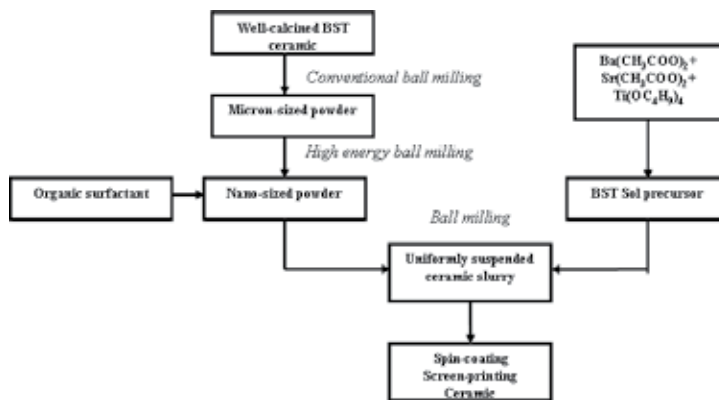 Well-calcined BST
ceramic
Conventional ball milling
Micron-sized powder
High energy ball milling
Organic surfactant
Nano-sized powder
Ba(CH₃COO)₂+
Sr(CH₃COO)₂+
Ti(OC₄H₉)₄
BST Sol precursor
Ball milling
Uniformly suspended
ceramic slurry
Spin-coating
Screen-printing
Ceramic